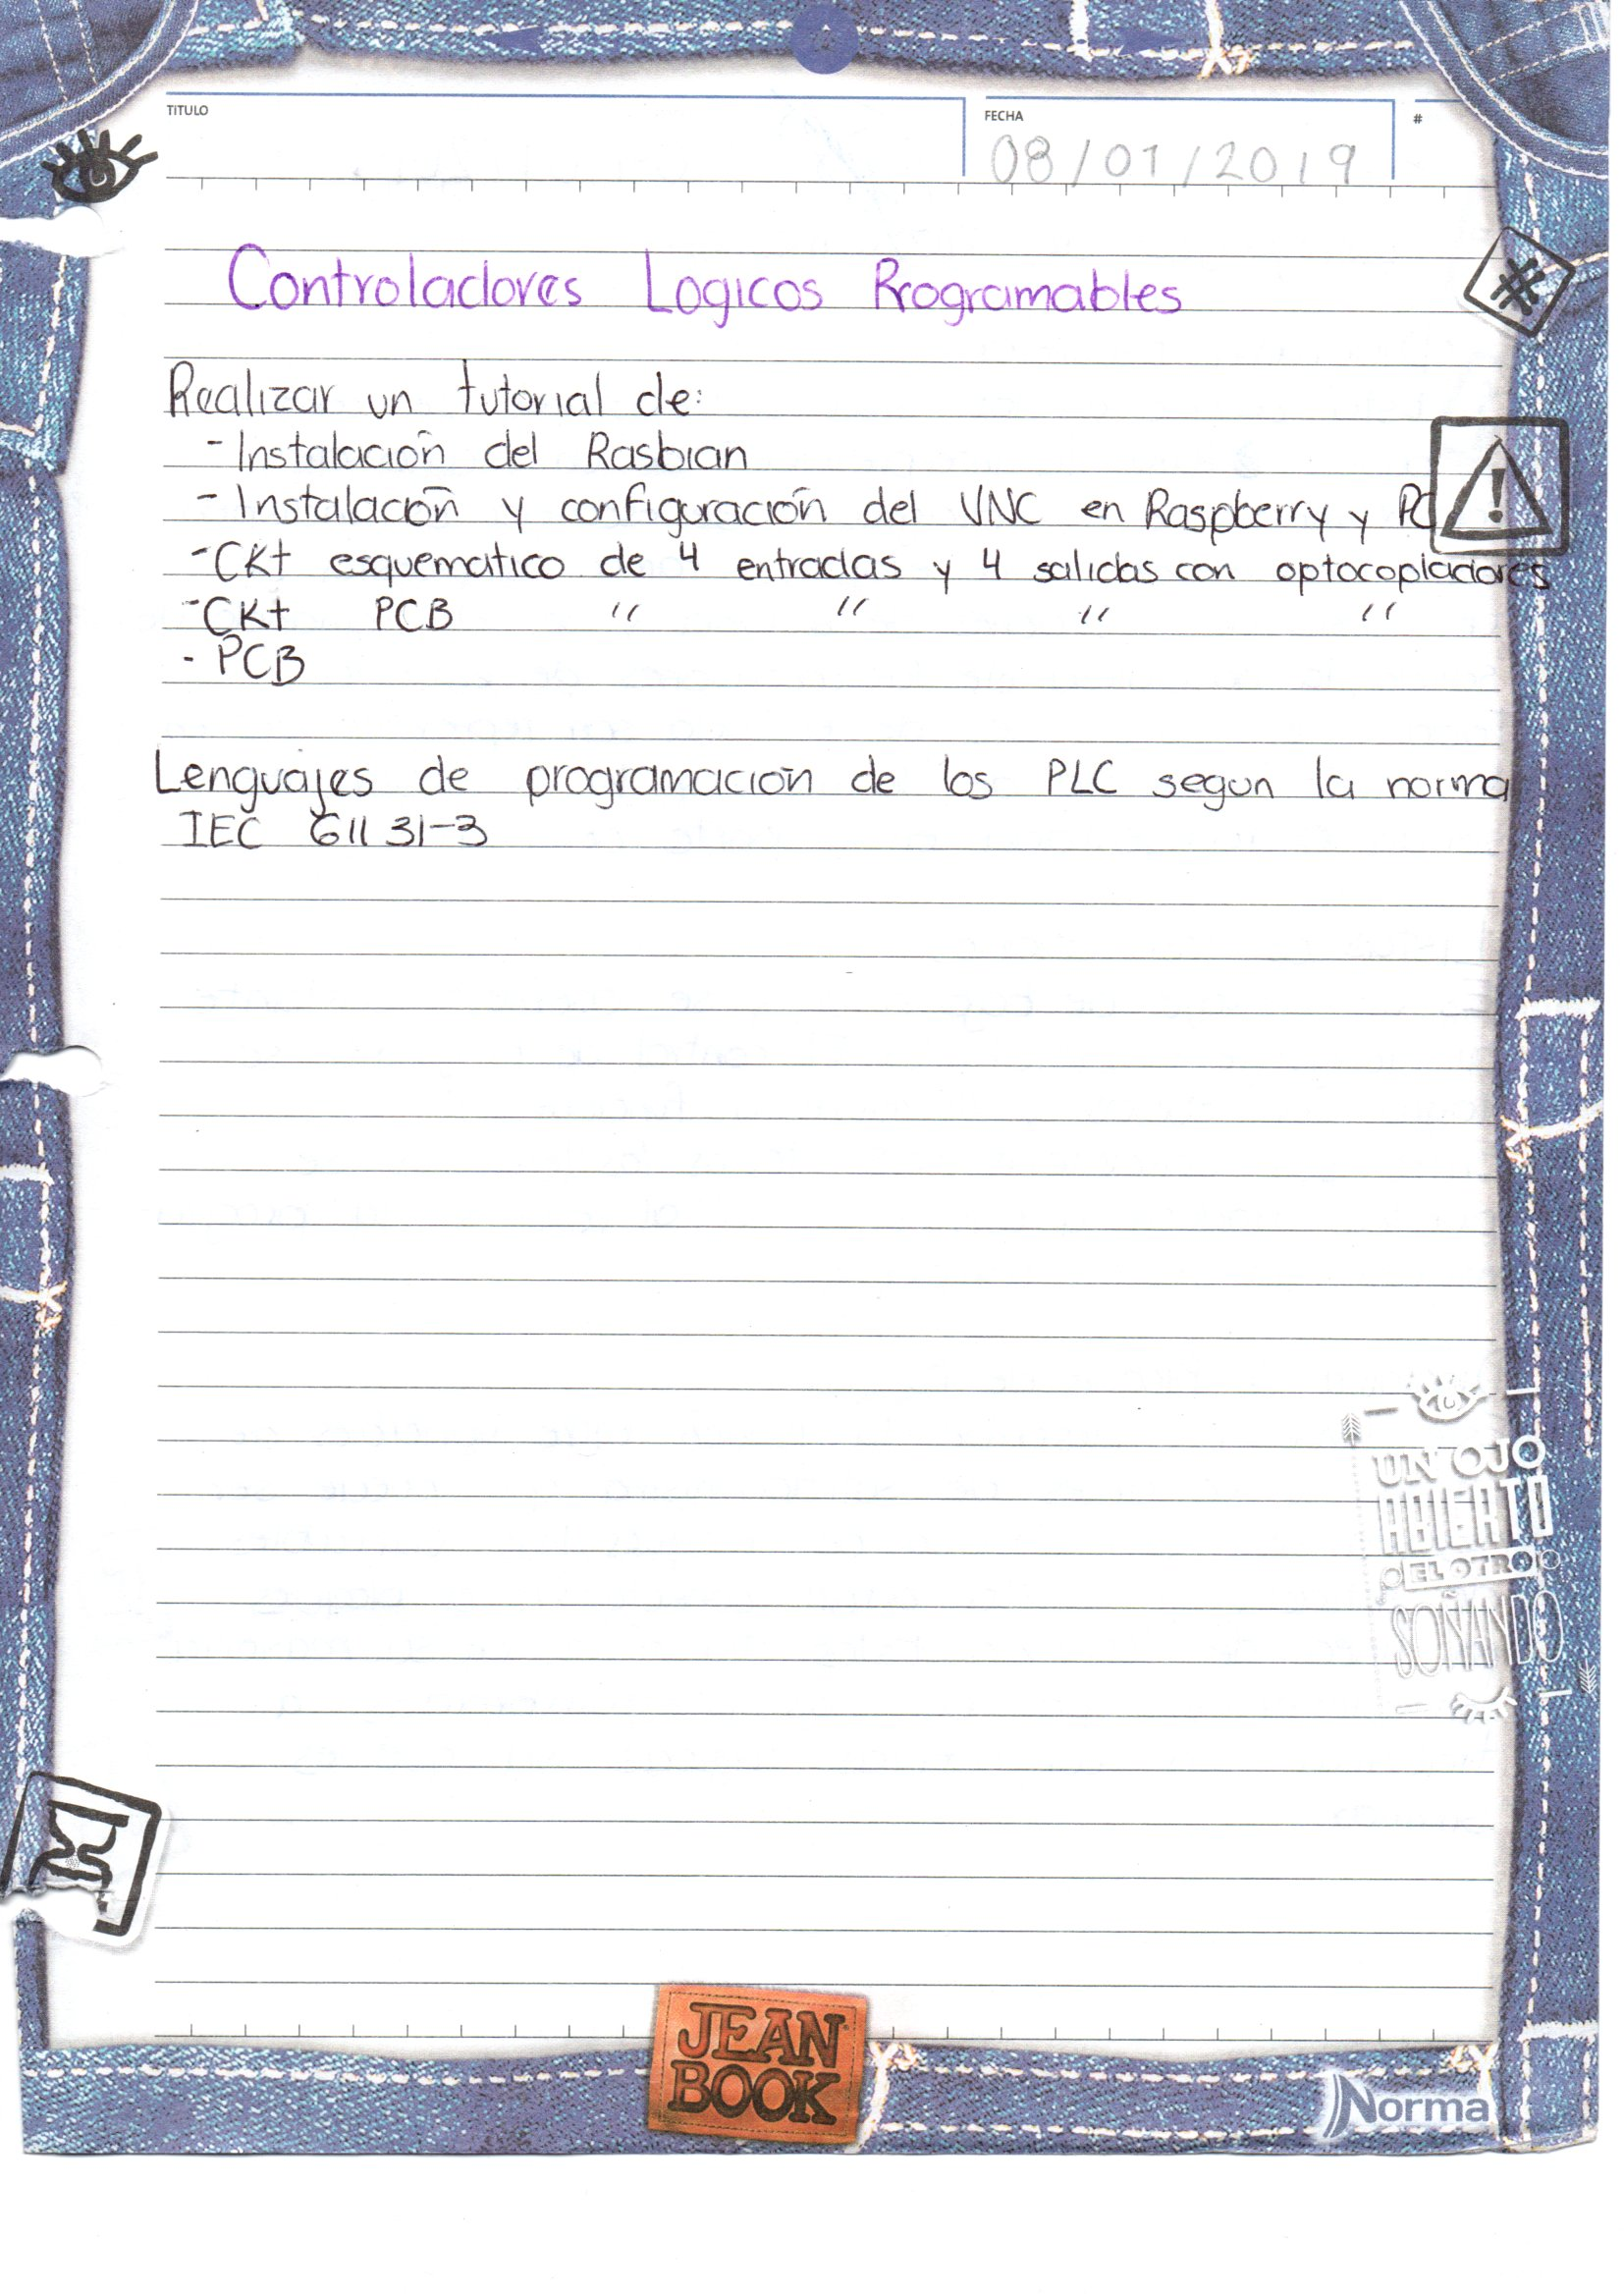 TITULO
FECHA
#
08/01/2019
Controladores Logicos Programables
Realizar un tutorial de:
- Instalación del Rasbian
- Instalación y configuración del VNC en Raspberry y PC
- CKt esquematico de 4 entradas y 4 salidas con optocopladores
- CKt PCB " " " "
- PCB
Lenguajes de programación de los PLC segun la norma
IEC 61131-3
UN OJO
ABIERTO
EL OTRO
SOÑANDO
JEAN
BOOK
Norma